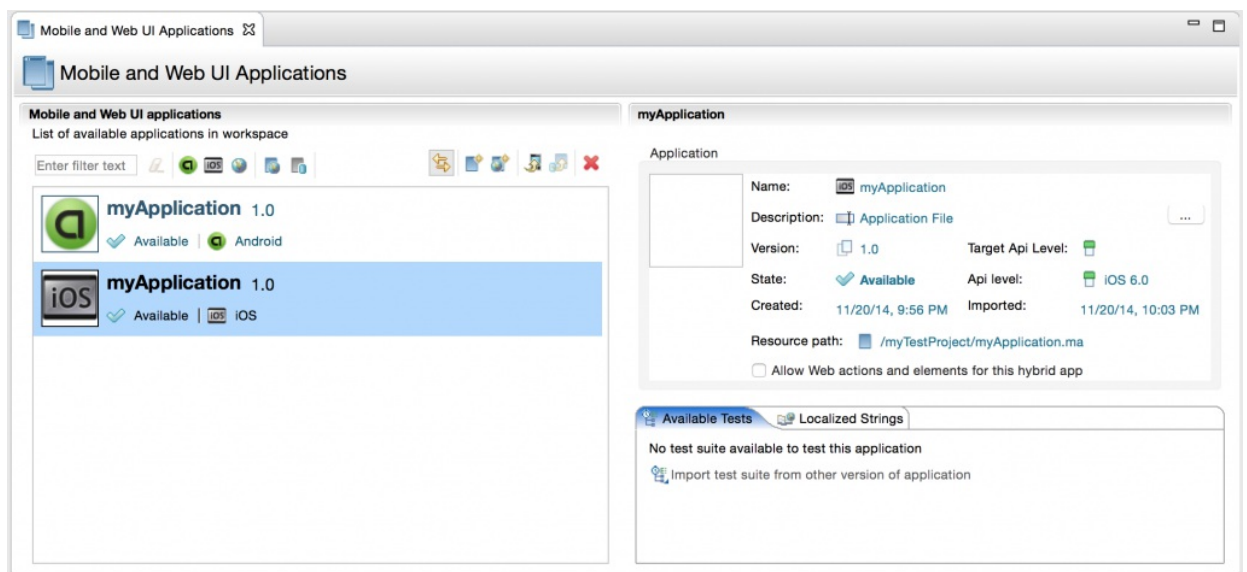 Mobile and Web UI Applications
Mobile and Web UI Applications
Mobile and Web UI applications
List of available applications in workspace
Enter filter text
iOS
myApplication 1.0
Available | Android
iOS
myApplication 1.0
Available | iOS iOS
myApplication
Application
Name: iOS myApplication
Description: Application File ...
Version: 1.0 Target Api Level:
State: Available Api level: iOS 6.0
Created: 11/20/14, 9:56 PM Imported: 11/20/14, 10:03 PM
Resource path: /myTestProject/myApplication.ma
Allow Web actions and elements for this hybrid app
Available Tests Localized Strings
No test suite available to test this application
Import test suite from other version of application